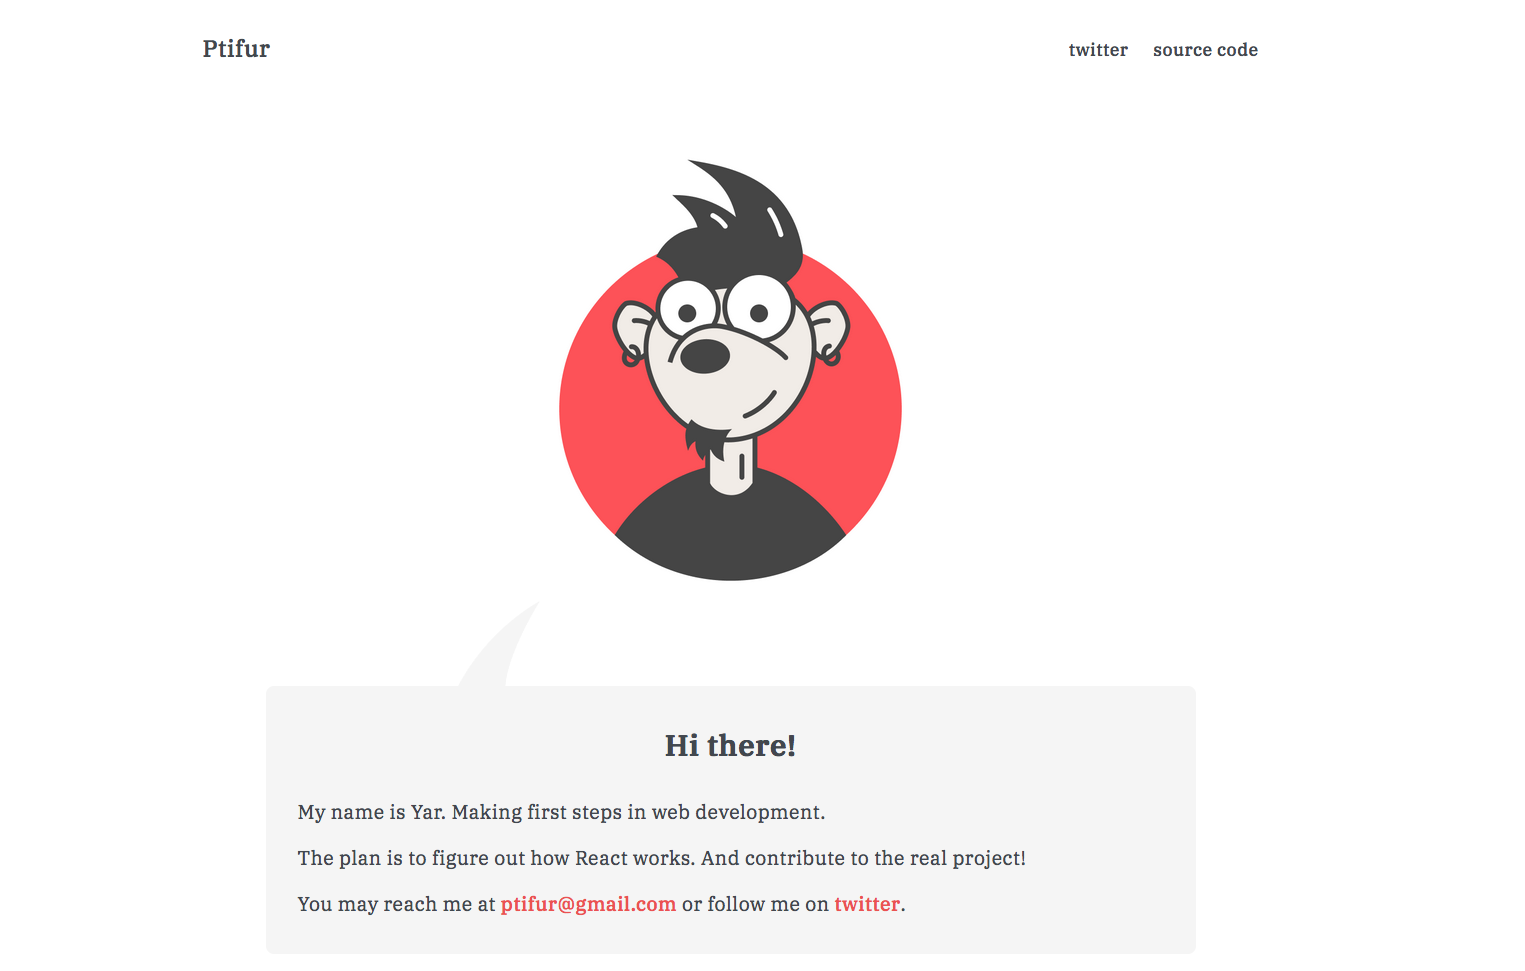 Ptifur
twitter source code
Hi there!
My name is Yar. Making first steps in web development.
The plan is to figure out how React works. And contribute to the real project!
You may reach me at ptifur@gmail.com or follow me on twitter.